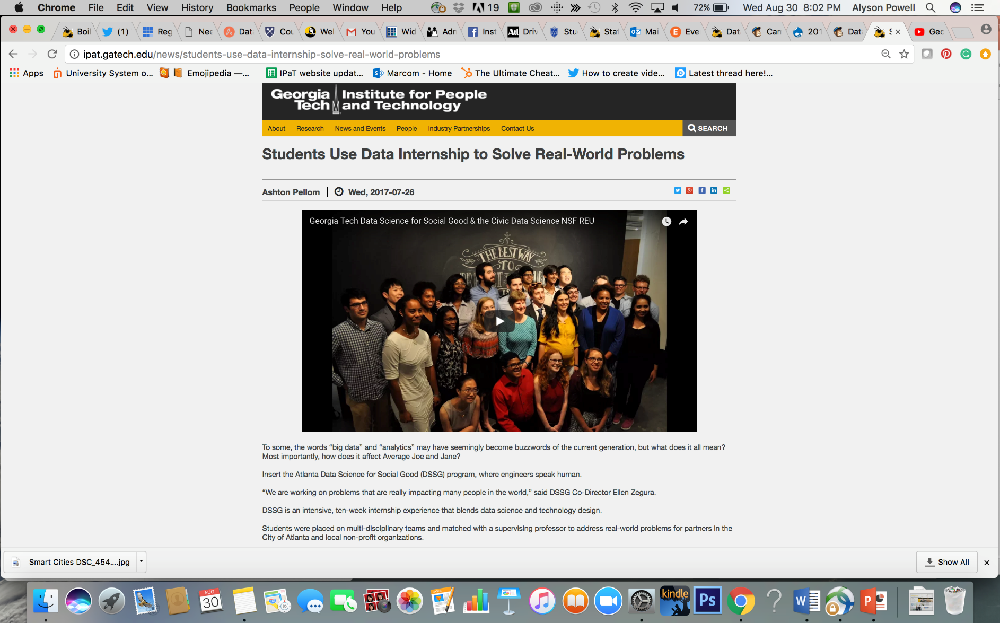 Chrome File Edit View History Bookmarks People Window Help 19 72% Wed Aug 30 8:02 PM Alyson Powell
Boil (1) Reg Nee Data Cou Wel You Wid Adn Inst Driv Stu Stat Mai Eve Dat Cam 201 Dat S Geo
ipat.gatech.edu/news/students-use-data-internship-solve-real-world-problems
Apps University System o... Emojipedia —... IPaT website updat... Marcom - Home The Ultimate Cheat... How to create vide... Latest thread here!...
Georgia Tech Institute for People and Technology
About Research News and Events People Industry Partnerships Contact Us SEARCH
Students Use Data Internship to Solve Real-World Problems
Ashton Pellom Wed, 2017-07-26
Georgia Tech Data Science for Social Good & the Civic Data Science NSF REU
THE BEST WAY
TO
To some, the words “big data” and “analytics” may have seemingly become buzzwords of the current generation, but what does it all mean?
Most importantly, how does it affect Average Joe and Jane?
Insert the Atlanta Data Science for Social Good (DSSG) program, where engineers speak human.
“We are working on problems that are really impacting many people in the world,” said DSSG Co-Director Ellen Zegura.
DSSG is an intensive, ten-week internship experience that blends data science and technology design.
Students were placed on multi-disciplinary teams and matched with a supervising professor to address real-world problems for partners in the
City of Atlanta and local non-profit organizations.
Smart Cities DSC_454....jpg Show All
AUG
30
kindle
Ps
W
P